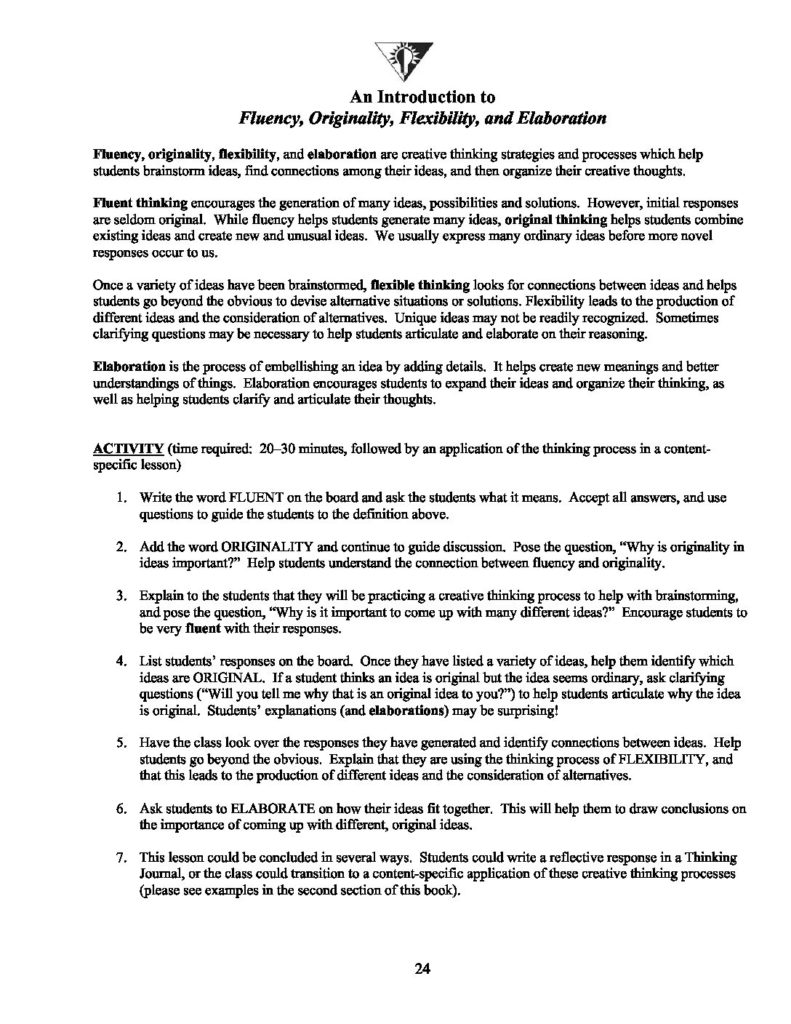 An Introduction to
Fluency, Originality, Flexibility, and Elaboration
Fluency, originality, flexibility, and elaboration are creative thinking strategies and processes which help
students brainstorm ideas, find connections among their ideas, and then organize their creative thoughts.
Fluent thinking encourages the generation of many ideas, possibilities and solutions. However, initial responses
are seldom original. While fluency helps students generate many ideas, original thinking helps students combine
existing ideas and create new and unusual ideas. We usually express many ordinary ideas before more novel
responses occur to us.
Once a variety of ideas have been brainstormed, flexible thinking looks for connections between ideas and helps
students go beyond the obvious to devise alternative situations or solutions. Flexibility leads to the production of
different ideas and the consideration of alternatives. Unique ideas may not be readily recognized. Sometimes
clarifying questions may be necessary to help students articulate and elaborate on their reasoning.
Elaboration is the process of embellishing an idea by adding details. It helps create new meanings and better
understandings of things. Elaboration encourages students to expand their ideas and organize their thinking, as
well as helping students clarify and articulate their thoughts.
ACTIVITY (time required: 20–30 minutes, followed by an application of the thinking process in a content-
specific lesson)
1. Write the word FLUENT on the board and ask the students what it means. Accept all answers, and use
questions to guide the students to the definition above.
2. Add the word ORIGINALITY and continue to guide discussion. Pose the question, “Why is originality in
ideas important?” Help students understand the connection between fluency and originality.
3. Explain to the students that they will be practicing a creative thinking process to help with brainstorming,
and pose the question, “Why is it important to come up with many different ideas?” Encourage students to
be very fluent with their responses.
4. List students’ responses on the board. Once they have listed a variety of ideas, help them identify which
ideas are ORIGINAL. If a student thinks an idea is original but the idea seems ordinary, ask clarifying
questions (“Will you tell me why that is an original idea to you?”) to help students articulate why the idea
is original. Students’ explanations (and elaborations) may be surprising!
5. Have the class look over the responses they have generated and identify connections between ideas. Help
students go beyond the obvious. Explain that they are using the thinking process of FLEXIBILITY, and
that this leads to the production of different ideas and the consideration of alternatives.
6. Ask students to ELABORATE on how their ideas fit together. This will help them to draw conclusions on
the importance of coming up with different, original ideas.
7. This lesson could be concluded in several ways. Students could write a reflective response in a Thinking
Journal, or the class could transition to a content-specific application of these creative thinking processes
(please see examples in the second section of this book).
24